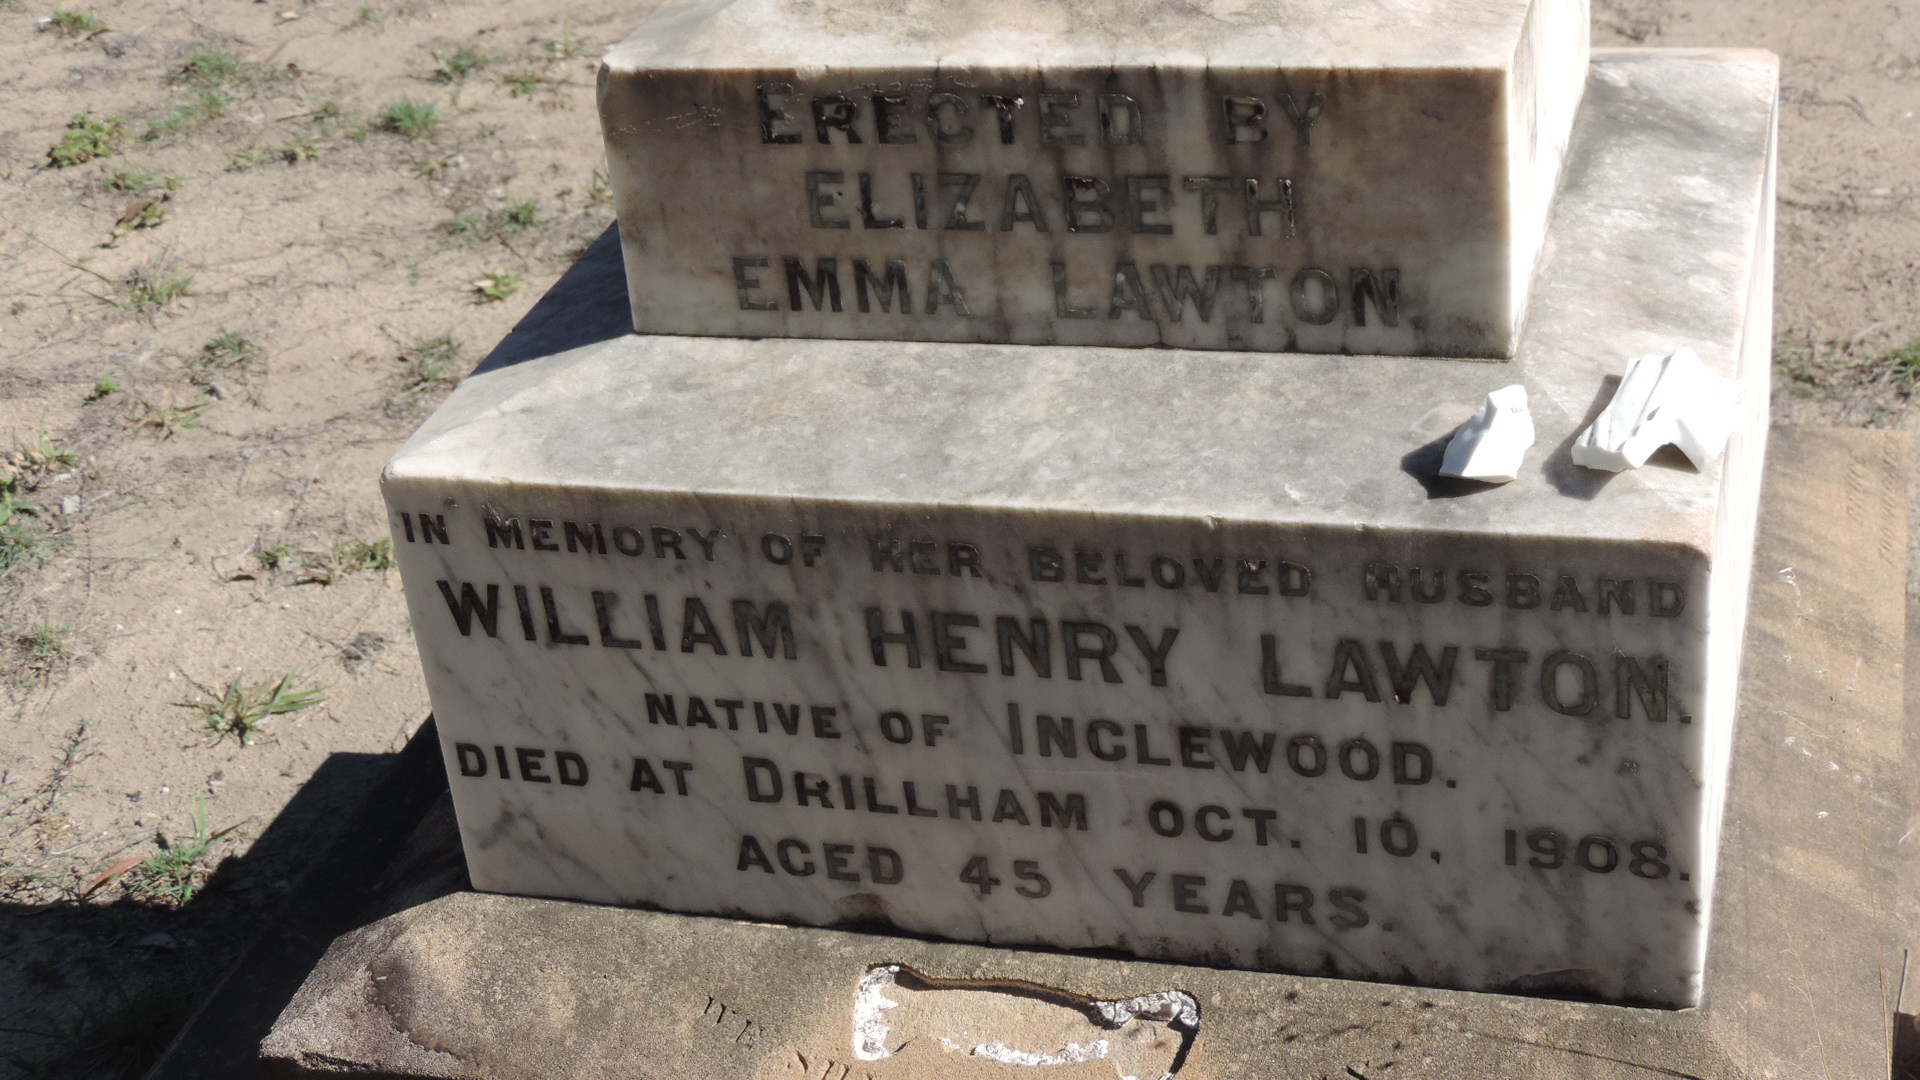 ERECTED BY
ELIZABETH
EMMA LAWTON.
IN MEMORY OF HER BELOVED HUSBAND
WILLIAM HENRY LAWTON.
NATIVE OF INGLEWOOD.
DIED AT DRILLHAM OCT. 10, 1908.
AGED 45 YEARS.